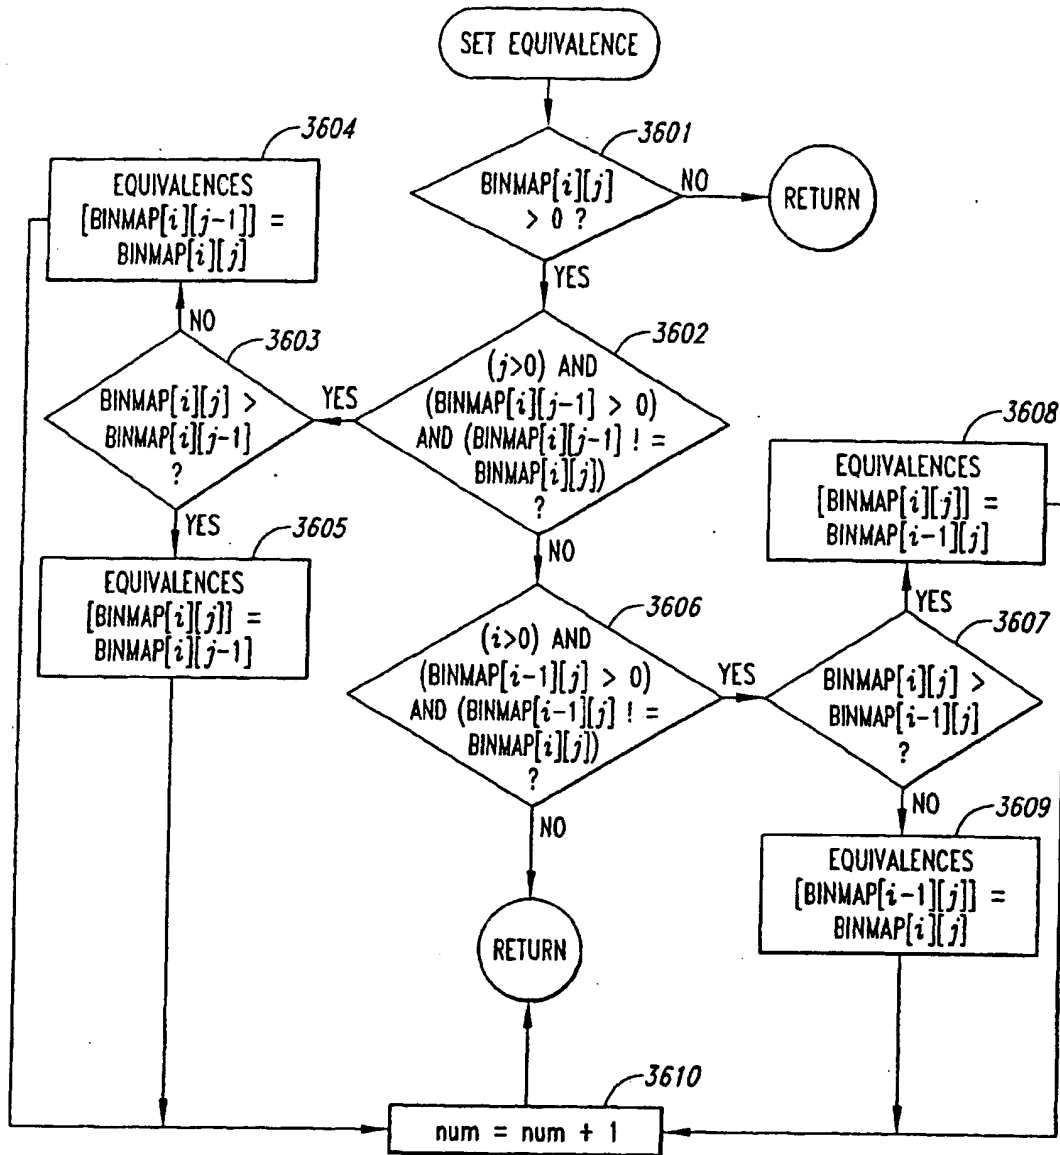 SET EQUIVALENCE
3601
BINMAP[i][j]
> 0 ?
NO
RETURN
YES
3602
(j>0) AND
(BINMAP[i][j-1] > 0)
AND (BINMAP[i][j-1] ! =
BINMAP[i][j])
?
YES
NO
3603
BINMAP[i][j] >
BINMAP[i][j-1]
?
NO
YES
3604
EQUIVALENCES
[BINMAP[i][j-1]] =
BINMAP[i][j]
3605
EQUIVALENCES
[BINMAP[i][j]] =
BINMAP[i][j-1]
3606
(i>0) AND
(BINMAP[i-1][j] > 0)
AND (BINMAP[i-1][j] ! =
BINMAP[i][j])
?
YES
NO
3607
BINMAP[i][j] >
BINMAP[i-1][j]
?
YES
NO
3608
EQUIVALENCES
[BINMAP[i][j]] =
BINMAP[i-1][j]
3609
EQUIVALENCES
[BINMAP[i-1][j]] =
BINMAP[i][j]
RETURN
3610
num = num + 1